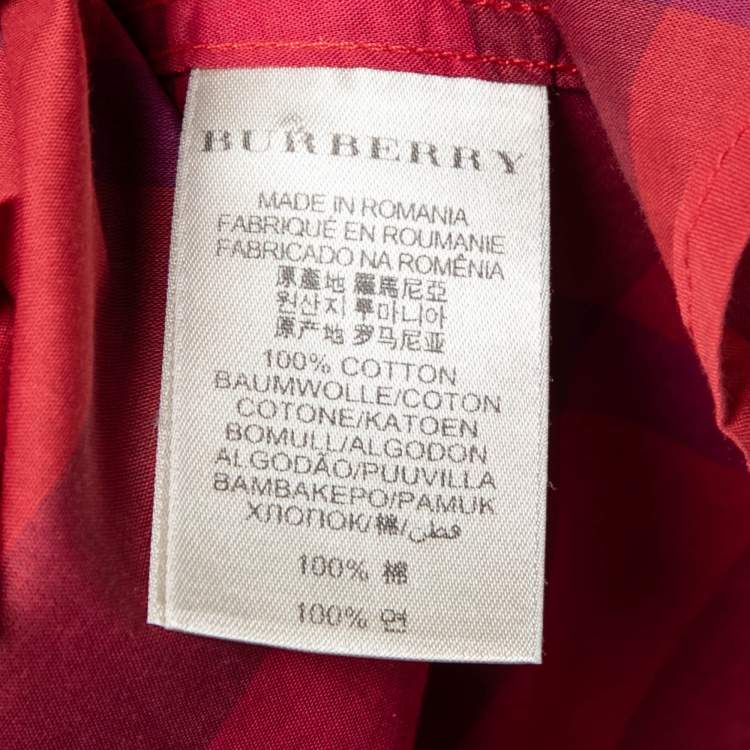 BURBERRY
MADE IN ROMANIA
FABRIQUÉ EN ROUMANIE
FABRICADO NA ROMÊNIA
原產地 羅馬尼亞
원산지 루마니아
原产地 罗马尼亚
100% COTTON
BAUMWOLLE/COTON
COTONE/KATOEN
BOMULL/ALGODON
ALGODÃO/PUUVILLA
BAMBAKEPO/PAMUK
ХЛОПОК/棉/قطن
100% 棉
100% 면